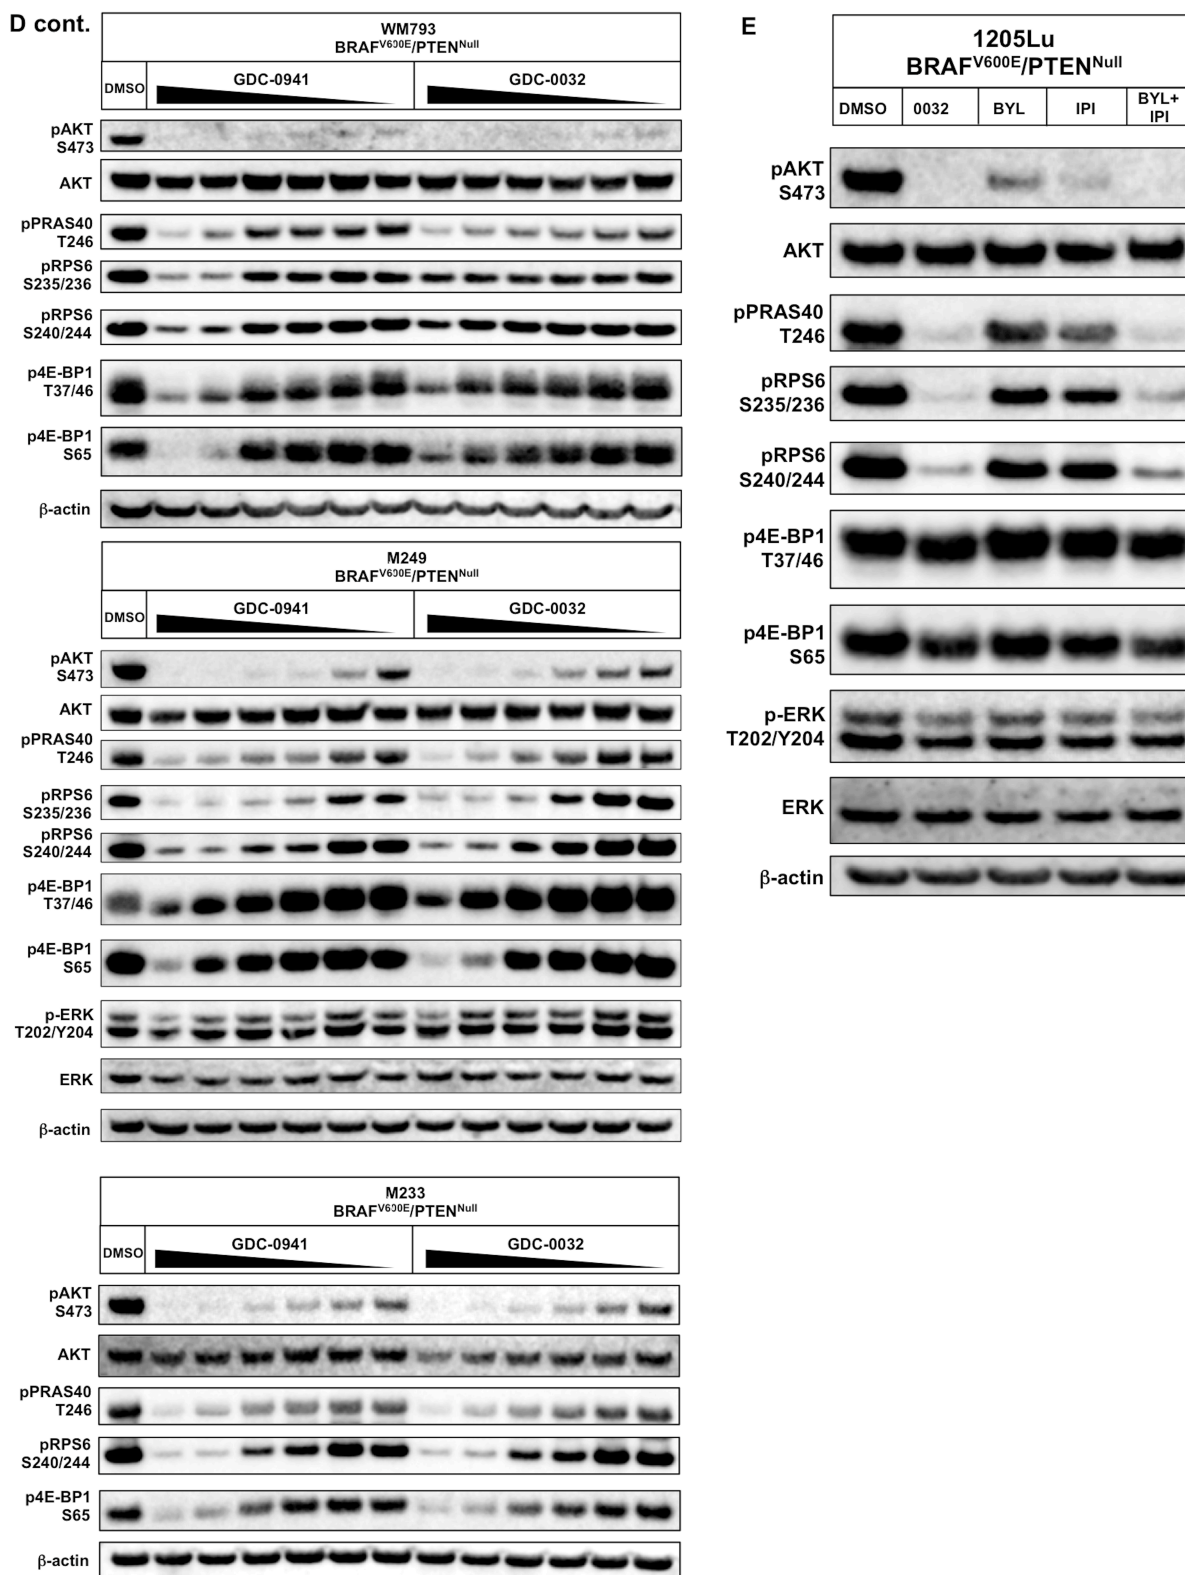 D cont.
WM793
BRAFV600E/PTENNull
DMSO
GDC-0941
GDC-0032
pAKT
S473
AKT
pPRAS40
T246
pRPS6
S235/236
pRPS6
S240/244
p4E-BP1
T37/46
p4E-BP1
S65
β-actin
M249
BRAFV600E/PTENNull
DMSO
GDC-0941
GDC-0032
pAKT
S473
AKT
pPRAS40
T246
pRPS6
S235/236
pRPS6
S240/244
p4E-BP1
T37/46
p4E-BP1
S65
p-ERK
T202/Y204
ERK
β-actin
M233
BRAFV600E/PTENNull
DMSO
GDC-0941
GDC-0032
pAKT
S473
AKT
pPRAS40
T246
pRPS6
S240/244
p4E-BP1
S65
β-actin
E
1205Lu
BRAFV600E/PTENNull
DMSO
0032
BYL
IPI
BYL+
IPI
pAKT
S473
AKT
pPRAS40
T246
pRPS6
S235/236
pRPS6
S240/244
p4E-BP1
T37/46
p4E-BP1
S65
p-ERK
T202/Y204
ERK
β-actin